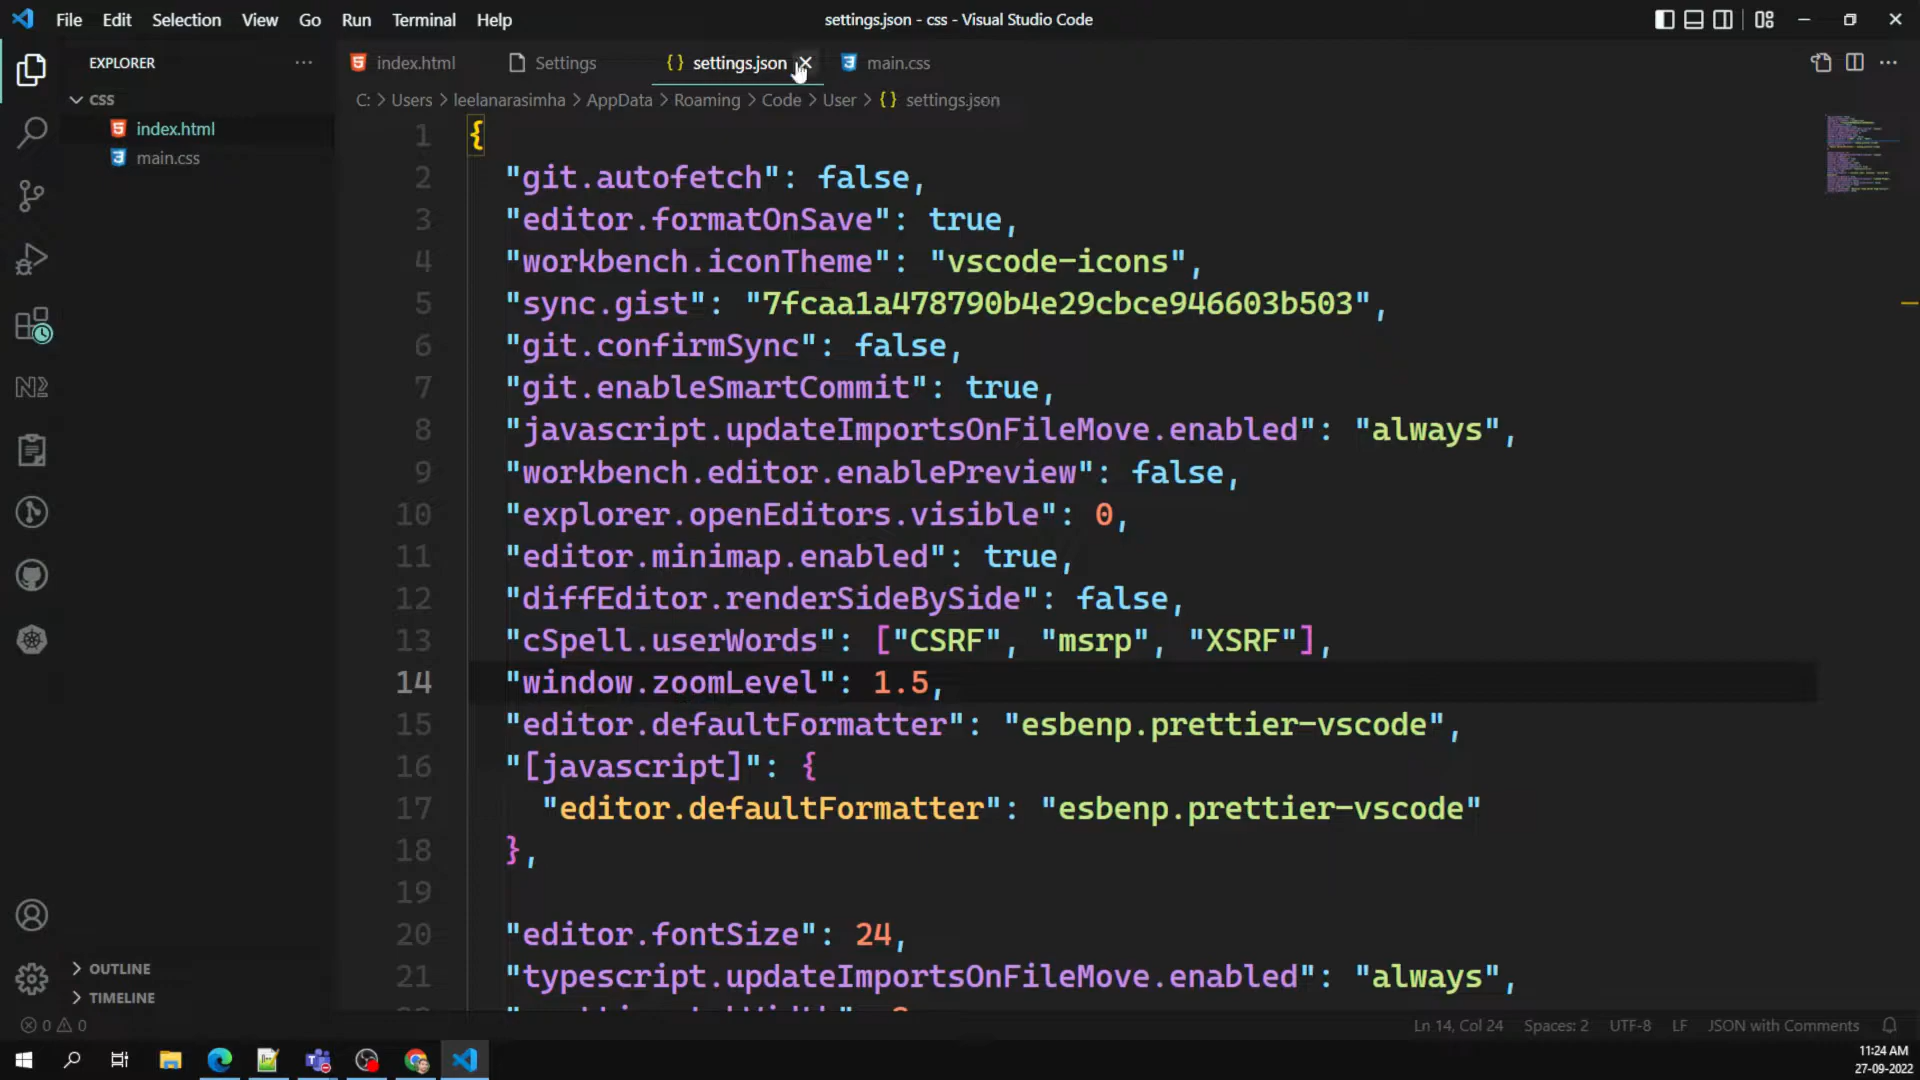 File Edit Selection View Go Run Terminal Help
settings.json - css - Visual Studio Code
EXPLORER
index.html
Settings
{ } settings.json
main.css
CSS
C: > Users > leelanarasimha > AppData > Roaming > Code > User > { } settings.json
index.html
main.css
1 {
2 "git.autofetch": false,
3 "editor.formatOnSave": true,
4 "workbench.iconTheme": "vscode-icons",
5 "sync.gist": "7fcaa1a478790b4e29cbce946603b503",
6 "git.confirmSync": false,
7 "git.enableSmartCommit": true,
8 "javascript.updateImportsOnFileMove.enabled": "always",
9 "workbench.editor.enablePreview": false,
10 "explorer.openEditors.visible": 0,
11 "editor.minimap.enabled": true,
12 "diffEditor.renderSideBySide": false,
13 "cSpell.userWords": ["CSRF", "msrp", "XSRF"],
14 "window.zoomLevel": 1.5,
15 "editor.defaultFormatter": "esbenp.prettier-vscode",
16 "[javascript]": {
17 "editor.defaultFormatter": "esbenp.prettier-vscode"
18 },
19
20 "editor.fontSize": 24,
21 "typescript.updateImportsOnFileMove.enabled": "always",
OUTLINE
TIMELINE
0 0
Ln 14, Col 24 Spaces: 2 UTF-8 LF JSON with Comments
11:24 AM
27-09-2022